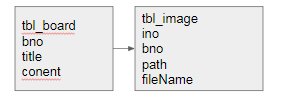 tbl_board
bno
title
conent
tbl_image
ino
bno
path
fileName